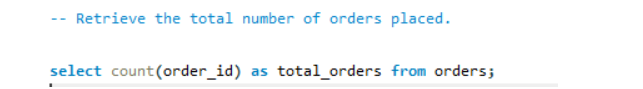 -- Retrieve the total number of orders placed.
select count(order_id) as total_orders from orders;